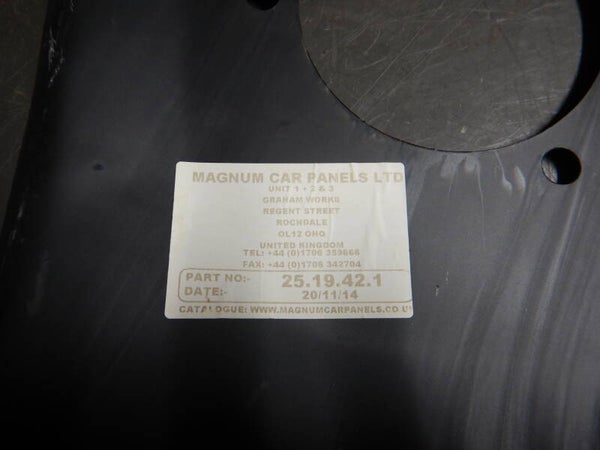 MAGNUM CAR PANELS LTD
UNIT 1 + 2 & 3
GRAHAM WORKS
REGENT STREET
ROCHDALE
OL12 0HQ
UNITED KINGDOM
TEL: +44 (0)1706 359666
FAX: +44 (0)1706 342704
PART NO:- 25.19.42.1
DATE:- 20/11/14
CATALOGUE: WWW.MAGNUMCARPANELS.CO.U